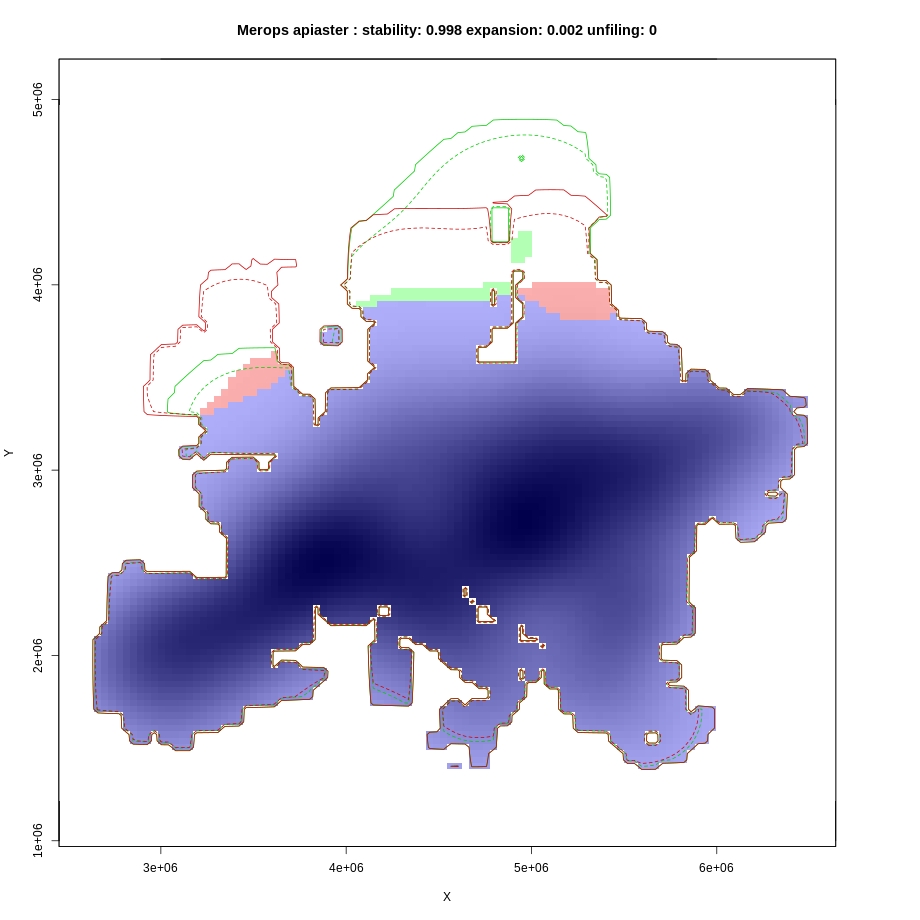 Merops apiaster : stability: 0.998 expansion: 0.002 unfiling: 0
5e+06
4e+06
3e+06
2e+06
1e+06
Y
3e+06 4e+06 5e+06 6e+06
X